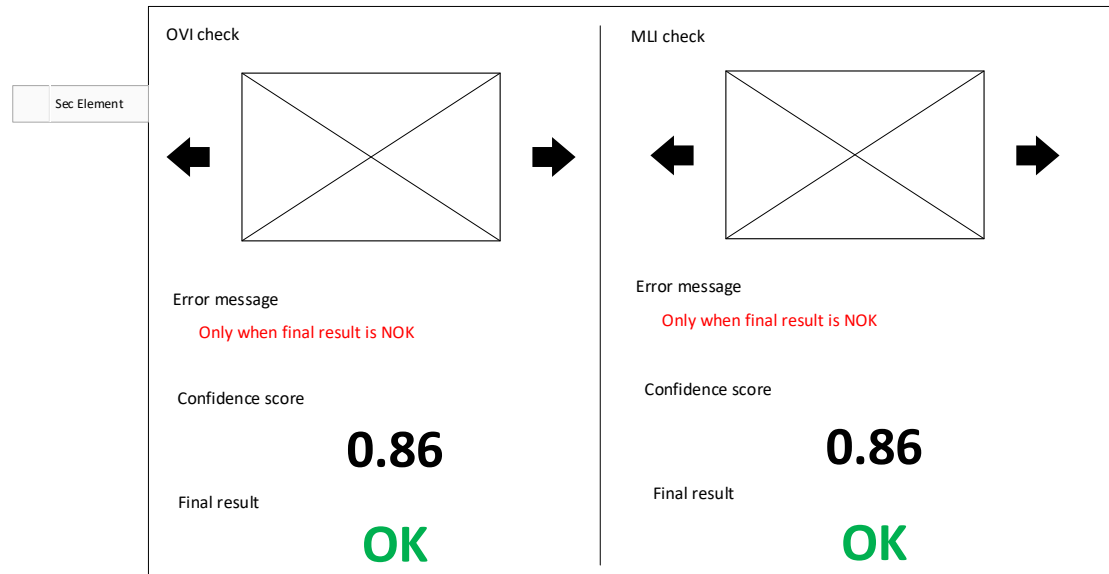 Sec Element
OVI check
Error message
Only when final result is NOK
Confidence score
0.86
Final result
OK
MLI check
Error message
Only when final result is NOK
Confidence score
0.86
Final result
OK